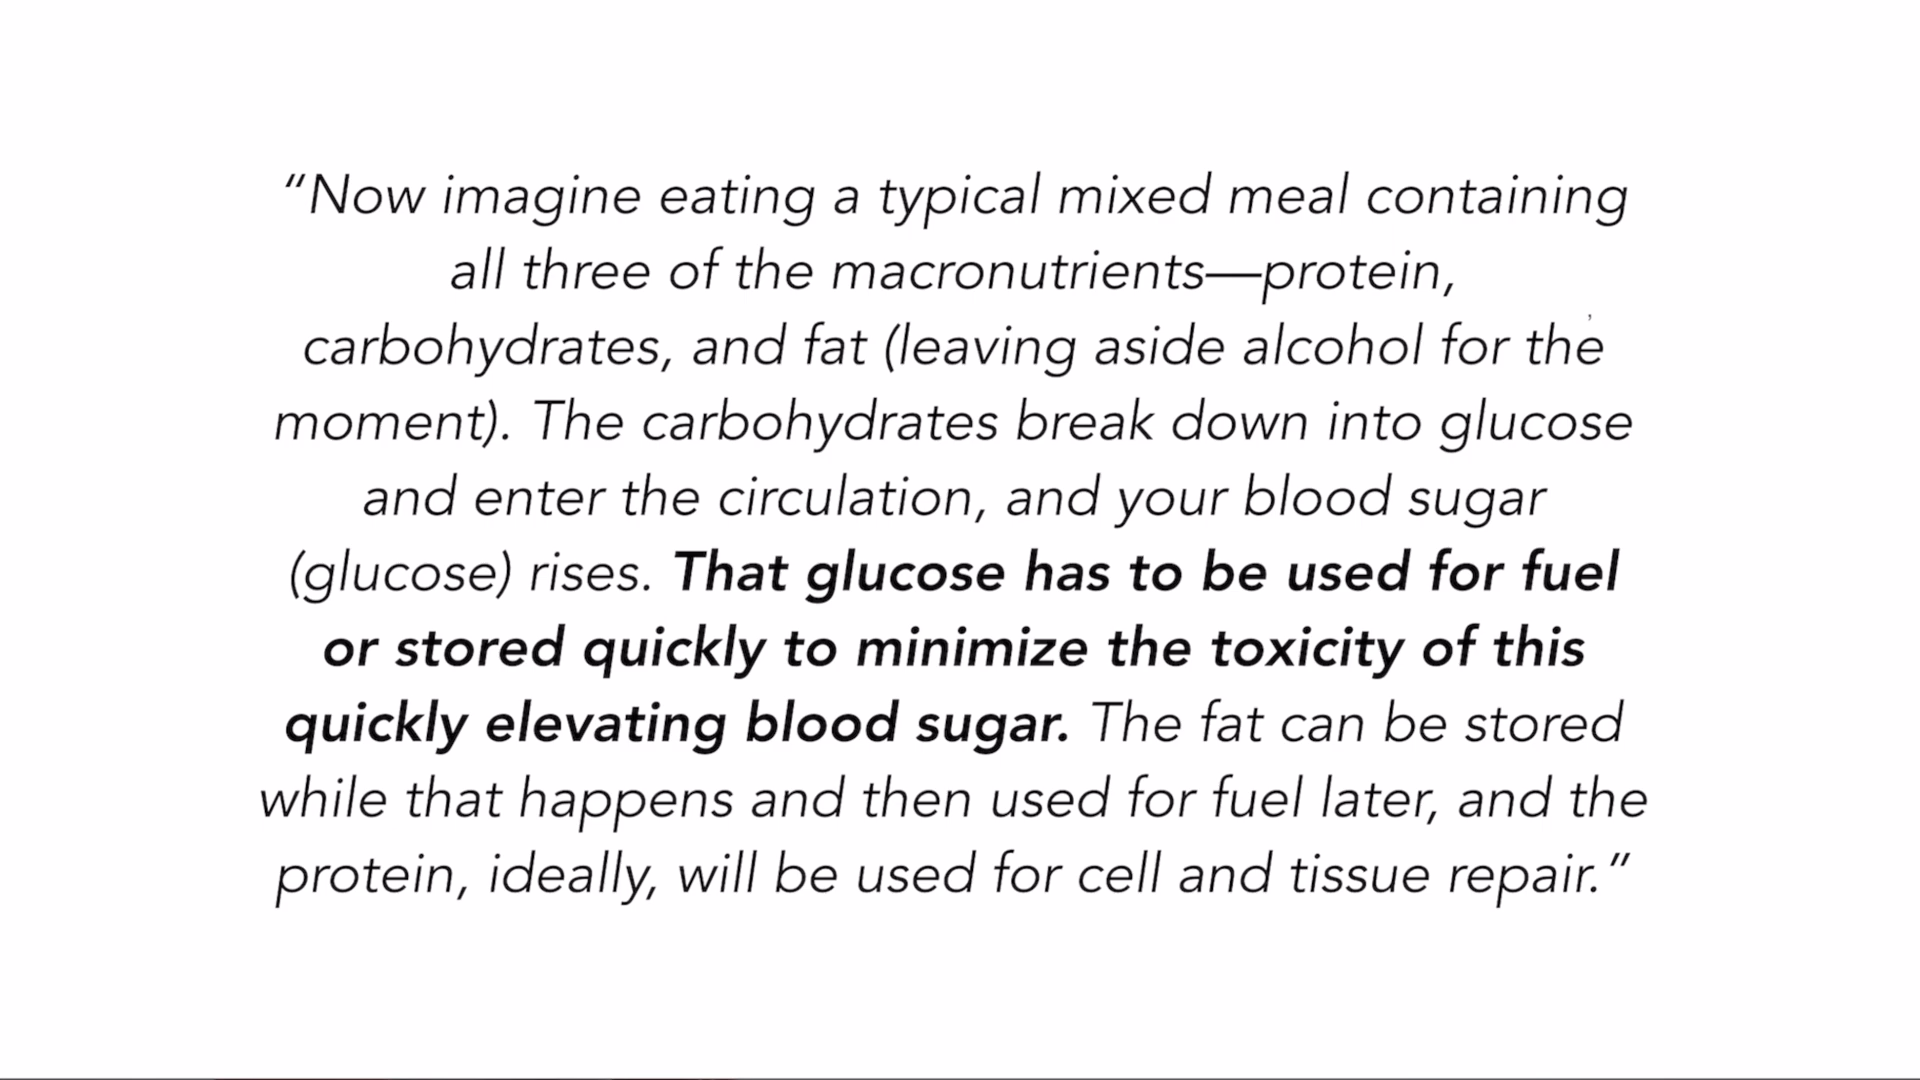 “Now imagine eating a typical mixed meal containing
all three of the macronutrients—protein,
carbohydrates, and fat (leaving aside alcohol for the
moment). The carbohydrates break down into glucose
and enter the circulation, and your blood sugar
(glucose) rises. That glucose has to be used for fuel
or stored quickly to minimize the toxicity of this
quickly elevating blood sugar. The fat can be stored
while that happens and then used for fuel later, and the
protein, ideally, will be used for cell and tissue repair.”